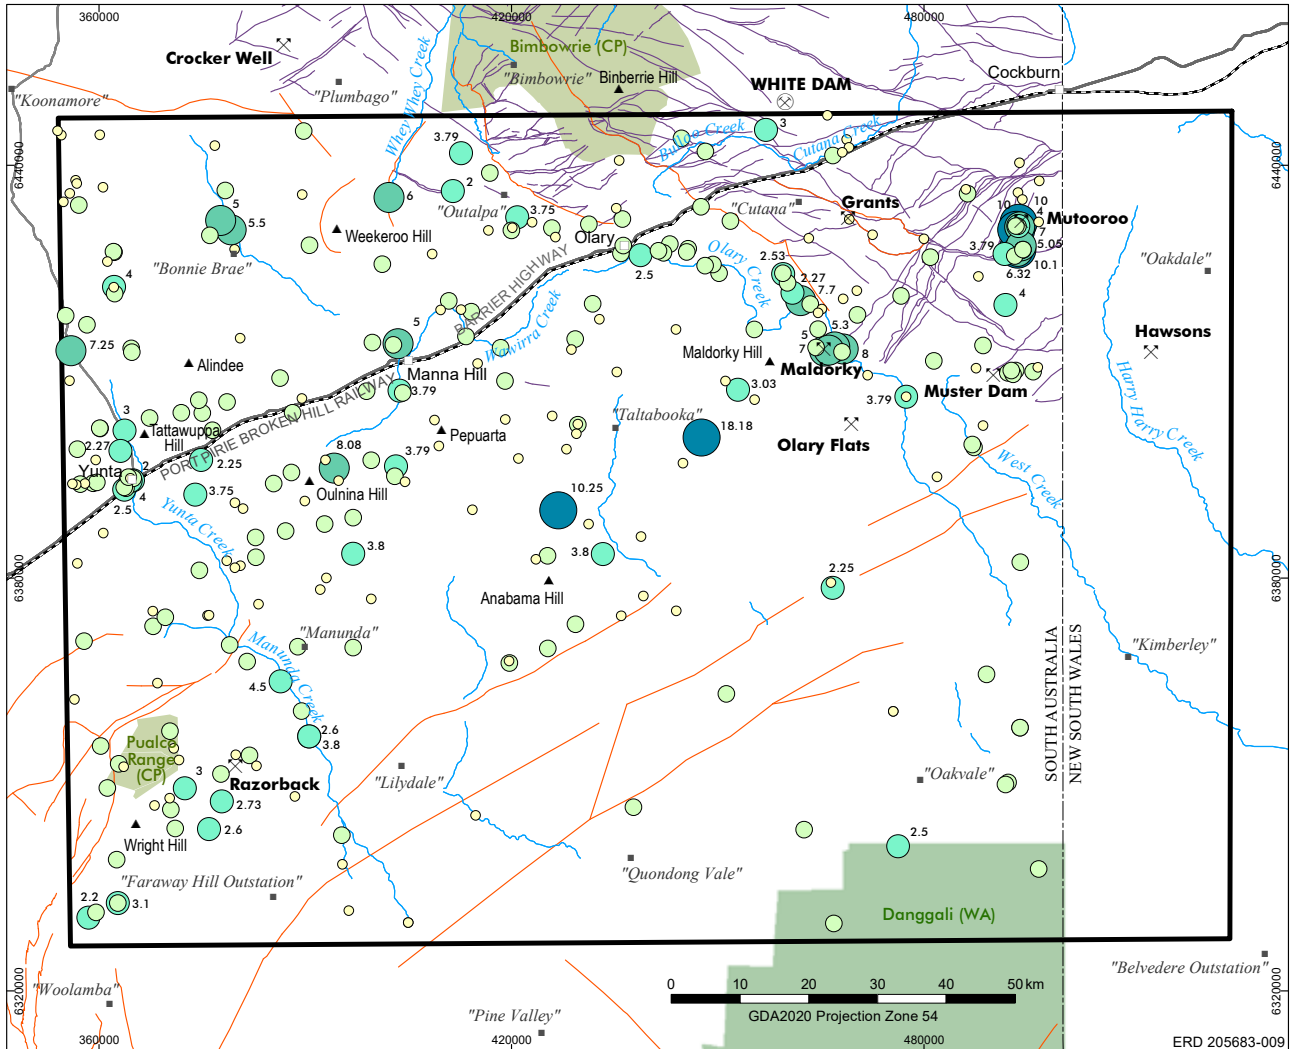 360000
420000
480000
Crocker Well
Bimbowrie (CP)
"Bimbowrie"
Binberrie Hill
WHITE DAM
Cockburn
"Koonamore"
"Plumbago"
WheyWhey Creek
Bulloo Creek
Cutana Creek
6440000
6440000
3.79
3
2
6
"Outalpa"
3.75
5
5.5
"Bonnie Brae"
Weekeroo Hill
Olary
2.5
"Cutana"
Grants
10
10
4
Mutooroo
7
5.05
3.79
6.32
10.1
4
"Oakdale"
Olary Creek
2.53
2.27
7.7
4
7.25
BARRIER HIGHWAY
Wawirra Creek
5
Alindee
Manna Hill
3.79
Maldorky Hill
5
5.3
7
8
Maldorky
Hawsons
3.03
3.79
Muster Dam
Harry Harry Creek
PORT PIRIE BROKEN HILL RAILWAY
3
Tattawuppa
Hill
2.27
Yunta
2
4
2.5
2.25
3.75
Yunta Creek
8.08
Oulnina Hill
3.79
Pepuarta
"Taltabooka"
18.18
Olary Flats
West Creek
10.25
3.8
3.8
Anabama Hill
2.25
6380000
6380000
"Manunda"
Manunda Creek
4.5
2.6
3.8
"Kimberley"
SOUTH AUSTRALIA
NEW SOUTH WALES
Pualco
Range
(CP)
Razorback
3
2.73
2.6
Wright Hill
"Lilydale"
"Oakvale"
2.5
"Faraway Hill Outstation"
2.2
3.1
"Quondong Vale"
Danggali (WA)
"Belvedere Outstation"
6320000
6320000
"Woolamba"
"Pine Valley"
0 10 20 30 40 50 km
GDA2020 Projection Zone 54
360000
420000
480000
ERD 205683-009